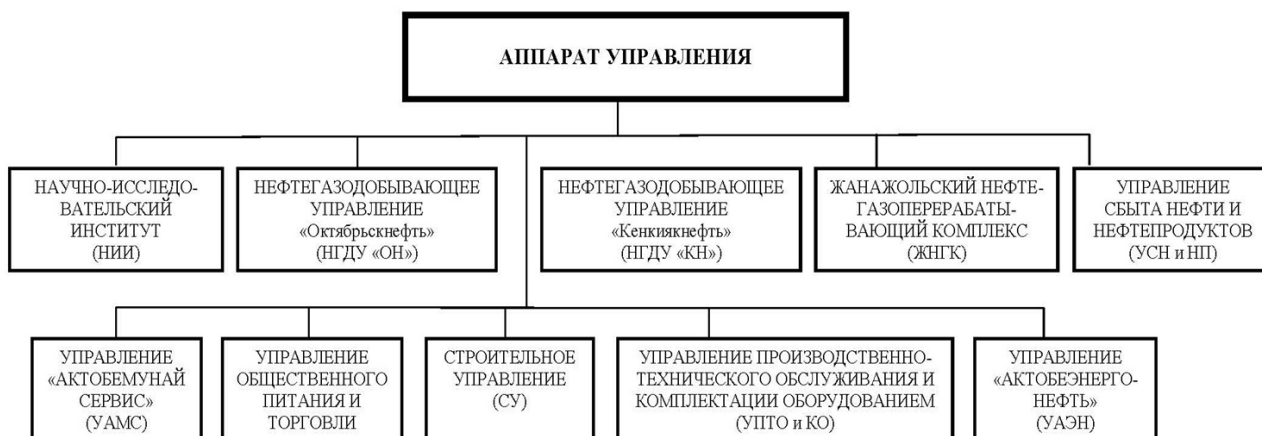 АППАРАТ УПРАВЛЕНИЯ
НАУЧНО-ИССЛЕДО-
ВАТЕЛЬСКИЙ
ИНСТИТУТ
(НИИ)
НЕФТЕГАЗОДОБЫВАЮЩЕЕ
УПРАВЛЕНИЕ
«Октябрьскнефть»
(НГДУ «ОН»)
НЕФТЕГАЗОДОБЫВАЮЩЕЕ
УПРАВЛЕНИЕ
«Кенкиякнефть»
(НГДУ «КН»)
ЖАНАЖОЛЬСКИЙ НЕФТЕ-
ГАЗОПЕРЕРАБАТЫ-
ВАЮЩИЙ КОМПЛЕКС
(ЖНГК)
УПРАВЛЕНИЕ
СБЫТА НЕФТИ И
НЕФТЕПРОДУКТОВ
(УСН и НП)
УПРАВЛЕНИЕ
«АКТОБЕМУНАЙ
СЕРВИС»
(УАМС)
УПРАВЛЕНИЕ
ОБЩЕСТВЕННОГО
ПИТАНИЯ И
ТОРГОВЛИ
СТРОИТЕЛЬНОЕ
УПРАВЛЕНИЕ
(СУ)
УПРАВЛЕНИЕ ПРОИЗВОДСТВЕННО-
ТЕХНИЧЕСКОГО ОБСЛУЖИВАНИЯ И
КОМПЛЕКТАЦИИ ОБОРУДОВАНИЕМ
(УПТО и КО)
УПРАВЛЕНИЕ
«АКТОБЕЭНЕРГО-
НЕФТЬ»
(УАЭН)